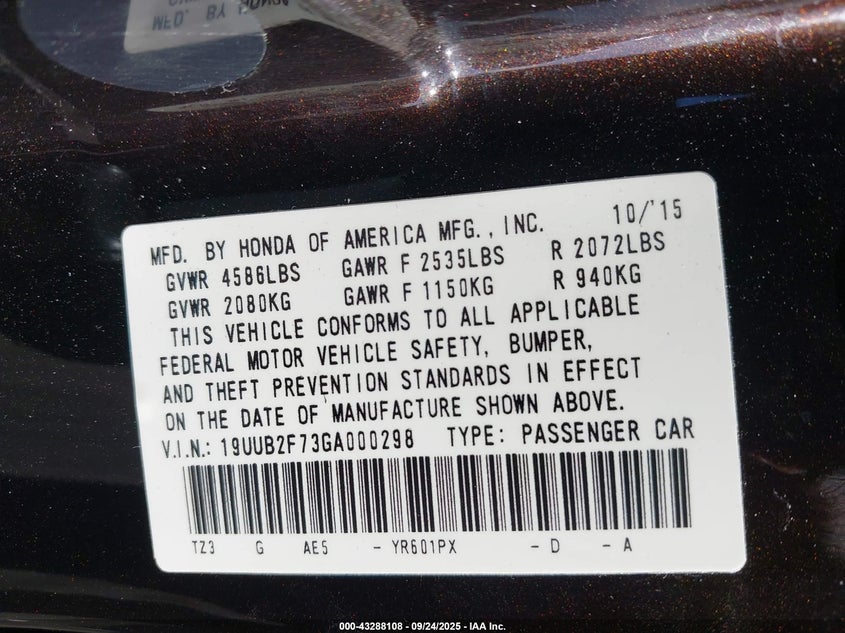 MFD. BY HONDA
MFD. BY HONDA OF AMERICA MFG., INC. 10/'15
GVWR 4586LBS GAWR F 2535LBS R 2072LBS
GVWR 2080KG GAWR F 1150KG R 940KG
THIS VEHICLE CONFORMS TO ALL APPLICABLE
FEDERAL MOTOR VEHICLE SAFETY, BUMPER,
AND THEFT PREVENTION STANDARDS IN EFFECT
ON THE DATE OF MANUFACTURE SHOWN ABOVE.
V.I.N.: 19UUB2F73GA000298 TYPE: PASSENGER CAR
TZ3 G AE5 - YR601PX - D - A
000-43288108 - 09/24/2025 - IAA Inc.